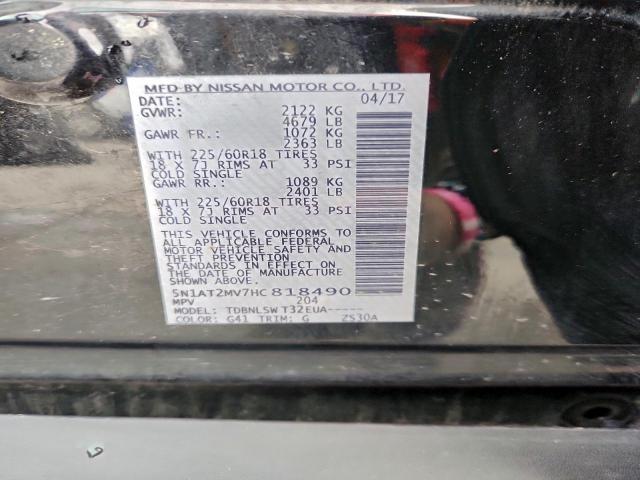 MFD BY NISSAN MOTOR CO., LTD.
DATE: 04/17
GVWR: 2122 KG
4679 LB
GAWR FR.: 1072 KG
2363 LB
WITH 225/60R18 TIRES
18 X 7J RIMS AT 33 PSI
COLD SINGLE
GAWR RR.: 1089 KG
2401 LB
WITH 225/60R18 TIRES
18 X 7J RIMS AT 33 PSI
COLD SINGLE
THIS VEHICLE CONFORMS TO
ALL APPLICABLE FEDERAL
MOTOR VEHICLE SAFETY AND
THEFT PREVENTION
STANDARDS IN EFFECT ON
THE DATE OF MANUFACTURE
SHOWN ABOVE.
5N1AT2MV7HC818490
MPV 204
MODEL: TDBNLSW T32EUA-----
COLOR: G41 TRIM: G ZS30A